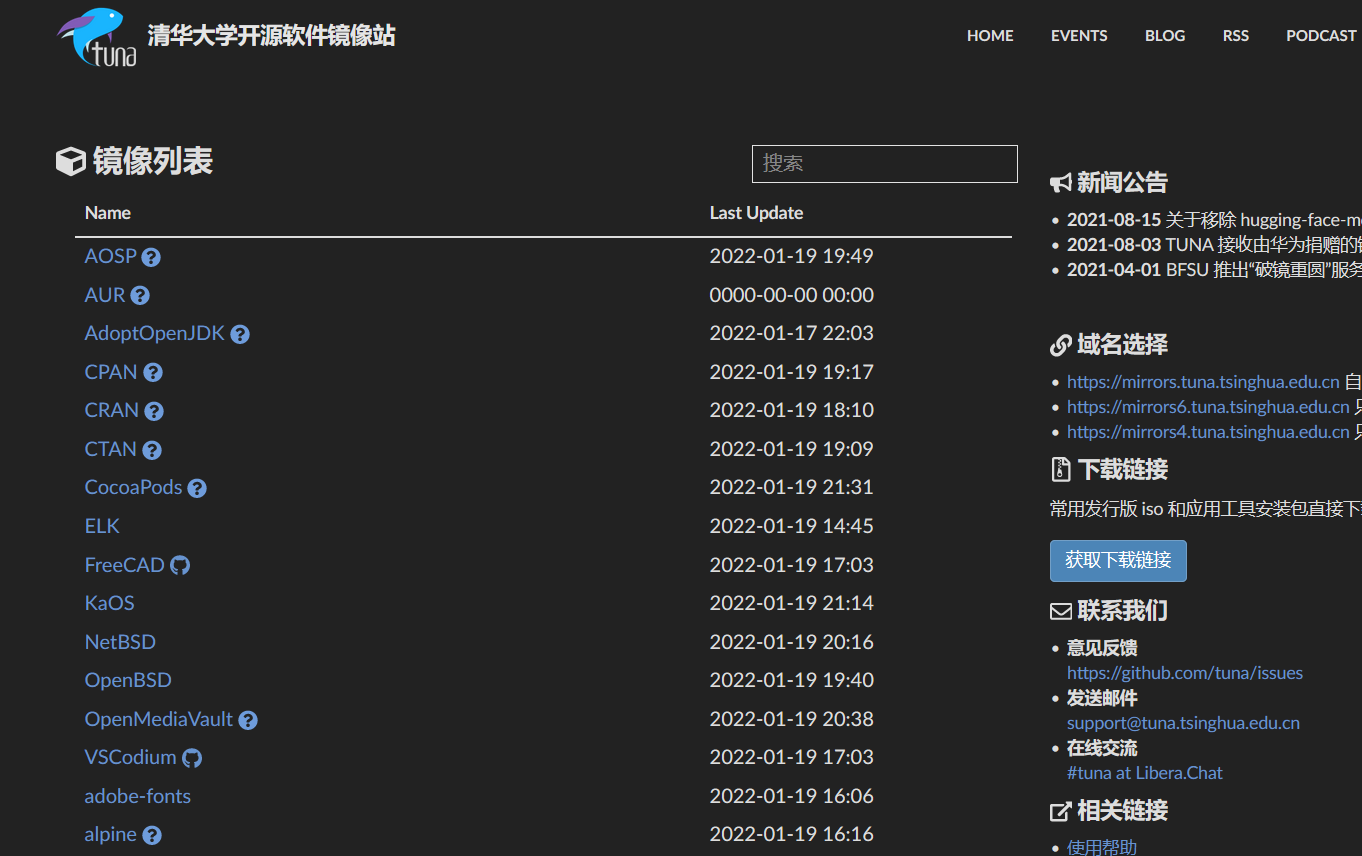 tuna 清华大学开源软件镜像站
HOME EVENTS BLOG RSS PODCAST
镜像列表
搜索
Name Last Update
AOSP 2022-01-19 19:49
AUR 0000-00-00 00:00
AdoptOpenJDK 2022-01-17 22:03
CPAN 2022-01-19 19:17
CRAN 2022-01-19 18:10
CTAN 2022-01-19 19:09
CocoaPods 2022-01-19 21:31
ELK 2022-01-19 14:45
FreeCAD 2022-01-19 17:03
KaOS 2022-01-19 21:14
NetBSD 2022-01-19 20:16
OpenBSD 2022-01-19 19:40
OpenMediaVault 2022-01-19 20:38
VSCodium 2022-01-19 17:03
adobe-fonts 2022-01-19 16:06
alpine 2022-01-19 16:16
新闻公告
2021-08-15 关于移除 hugging-face-m
2021-08-03 TUNA 接收由华为捐赠的
2021-04-01 BFSU 推出“破镜重圆”服务
域名选择
https://mirrors.tuna.tsinghua.edu.cn 自
https://mirrors6.tuna.tsinghua.edu.cn 只
https://mirrors4.tuna.tsinghua.edu.cn 只
下载链接
常用发行版 iso 和应用工具安装包直接下
获取下载链接
联系我们
意见反馈
https://github.com/tuna/issues
发送邮件
support@tuna.tsinghua.edu.cn
在线交流
#tuna at Libera.Chat
相关链接
使用帮助